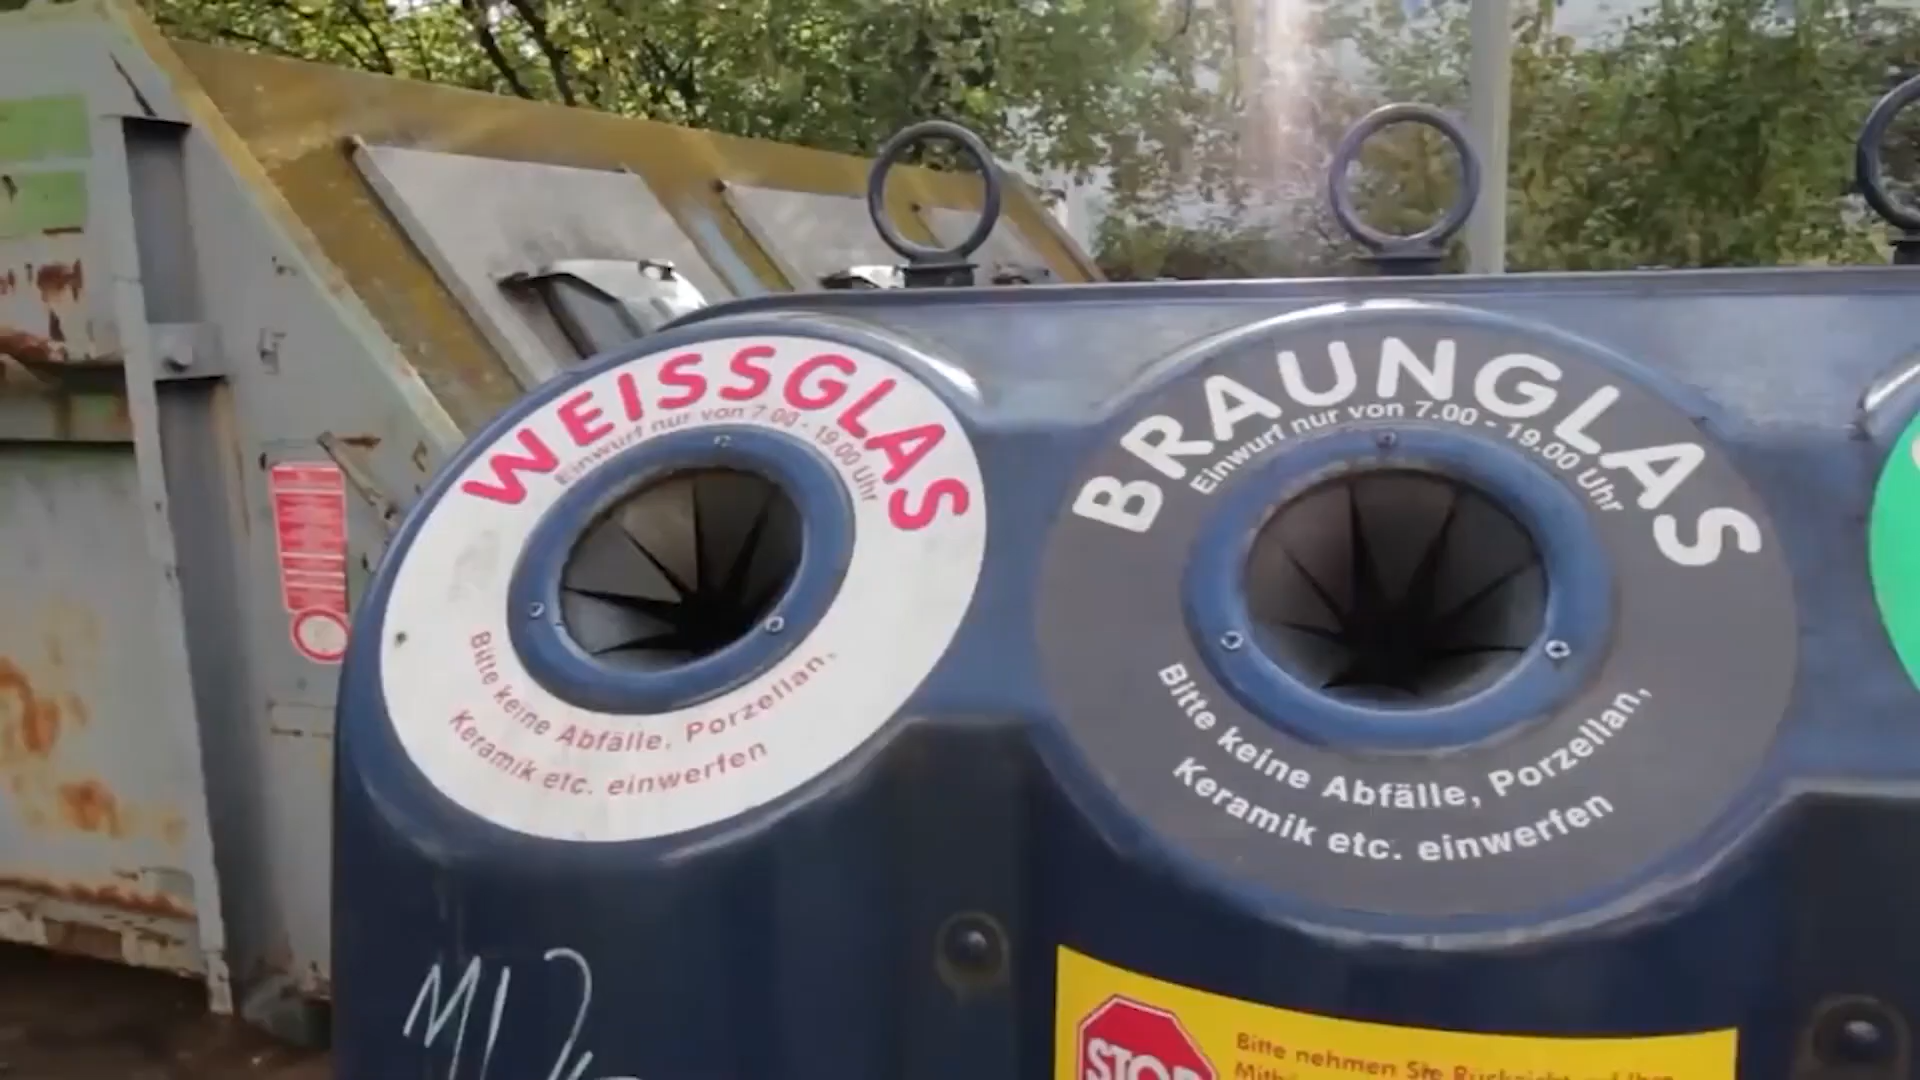 WEISSGLAS
Einwurf nur von 7.00 - 19.00 Uhr
Bitte keine Abfälle, Porzellan,
Keramik etc. einwerfen
BRAUNGLAS
Einwurf nur von 7.00 - 19.00 Uhr
Bitte keine Abfälle, Porzellan,
Keramik etc. einwerfen
STOP
Bitte nehmen Sie Rücksicht auf Ihre